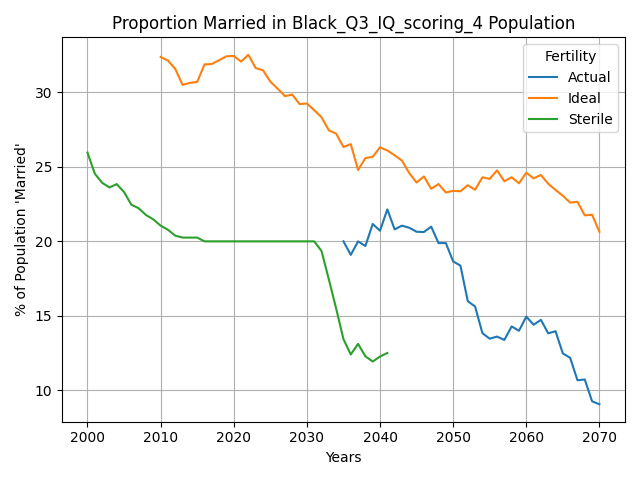 Proportion Married in Black_Q3_IQ_scoring_4 Population
Fertility
Actual
Ideal
Sterile
% of Population 'Married'
30
25
20
15
10
2000 2010 2020 2030 2040 2050 2060 2070
Years